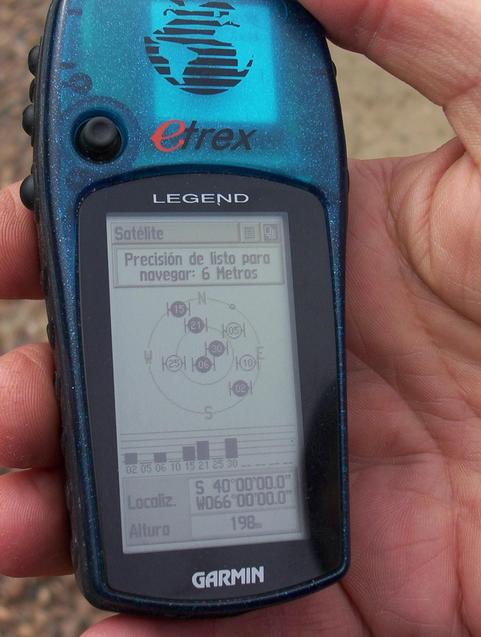 etrex
LEGEND
Satélite
Precisión de listo para
navegar: 6 Metros
N
15
21
05
30
W
E
25
06
10
02
S
02 05 06 10 15 21 25 30
Localiz.
S 40°00'00.0"
W066°00'00.0"
Altura
198m
GARMIN